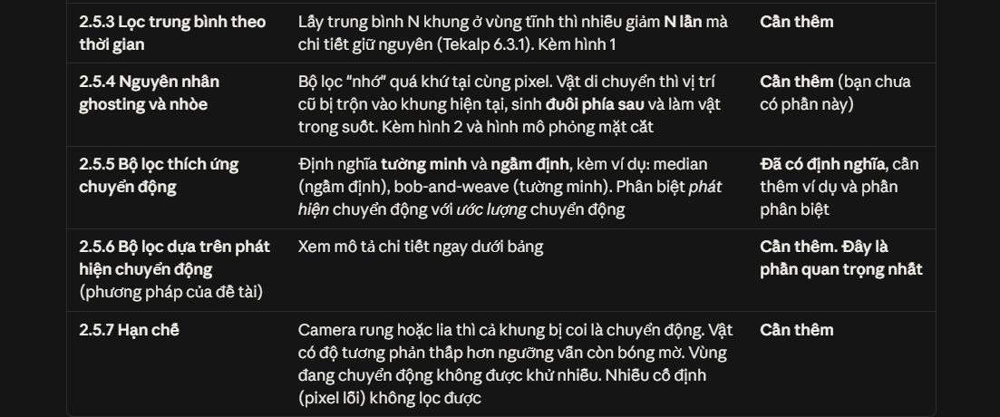 2.5.3 Lọc trung bình theo thời gian
Lấy trung bình N khung ở vùng tĩnh thì nhiễu giảm N lần mà chi tiết giữ nguyên (Tekalp 6.3.1). Kèm hình 1
Cần thêm
2.5.4 Nguyên nhân ghosting và nhòe
Bộ lọc "nhớ" quá khứ tại cùng pixel. Vật di chuyển thì vị trí cũ bị trộn vào khung hiện tại, sinh đuôi phía sau và làm vật trong suốt. Kèm hình 2 và hình mô phỏng mặt cắt
Cần thêm (bạn chưa có phần này)
2.5.5 Bộ lọc thích ứng chuyển động
Định nghĩa tường minh và ngầm định, kèm ví dụ: median (ngầm định), bob-and-weave (tường minh). Phân biệt phát hiện chuyển động với ước lượng chuyển động
Đã có định nghĩa, cần thêm ví dụ và phần phân biệt
2.5.6 Bộ lọc dựa trên phát hiện chuyển động (phương pháp của đề tài)
Xem mô tả chi tiết ngay dưới bảng
Cần thêm. Đây là phần quan trọng nhất
2.5.7 Hạn chế
Camera rung hoặc lia thì cả khung bị coi là chuyển động. Vật có độ tương phản thấp hơn ngưỡng vẫn còn bóng mờ. Vùng đang chuyển động không được khử nhiễu. Nhiễu cố định (pixel lỗi) không lọc được
Cần thêm